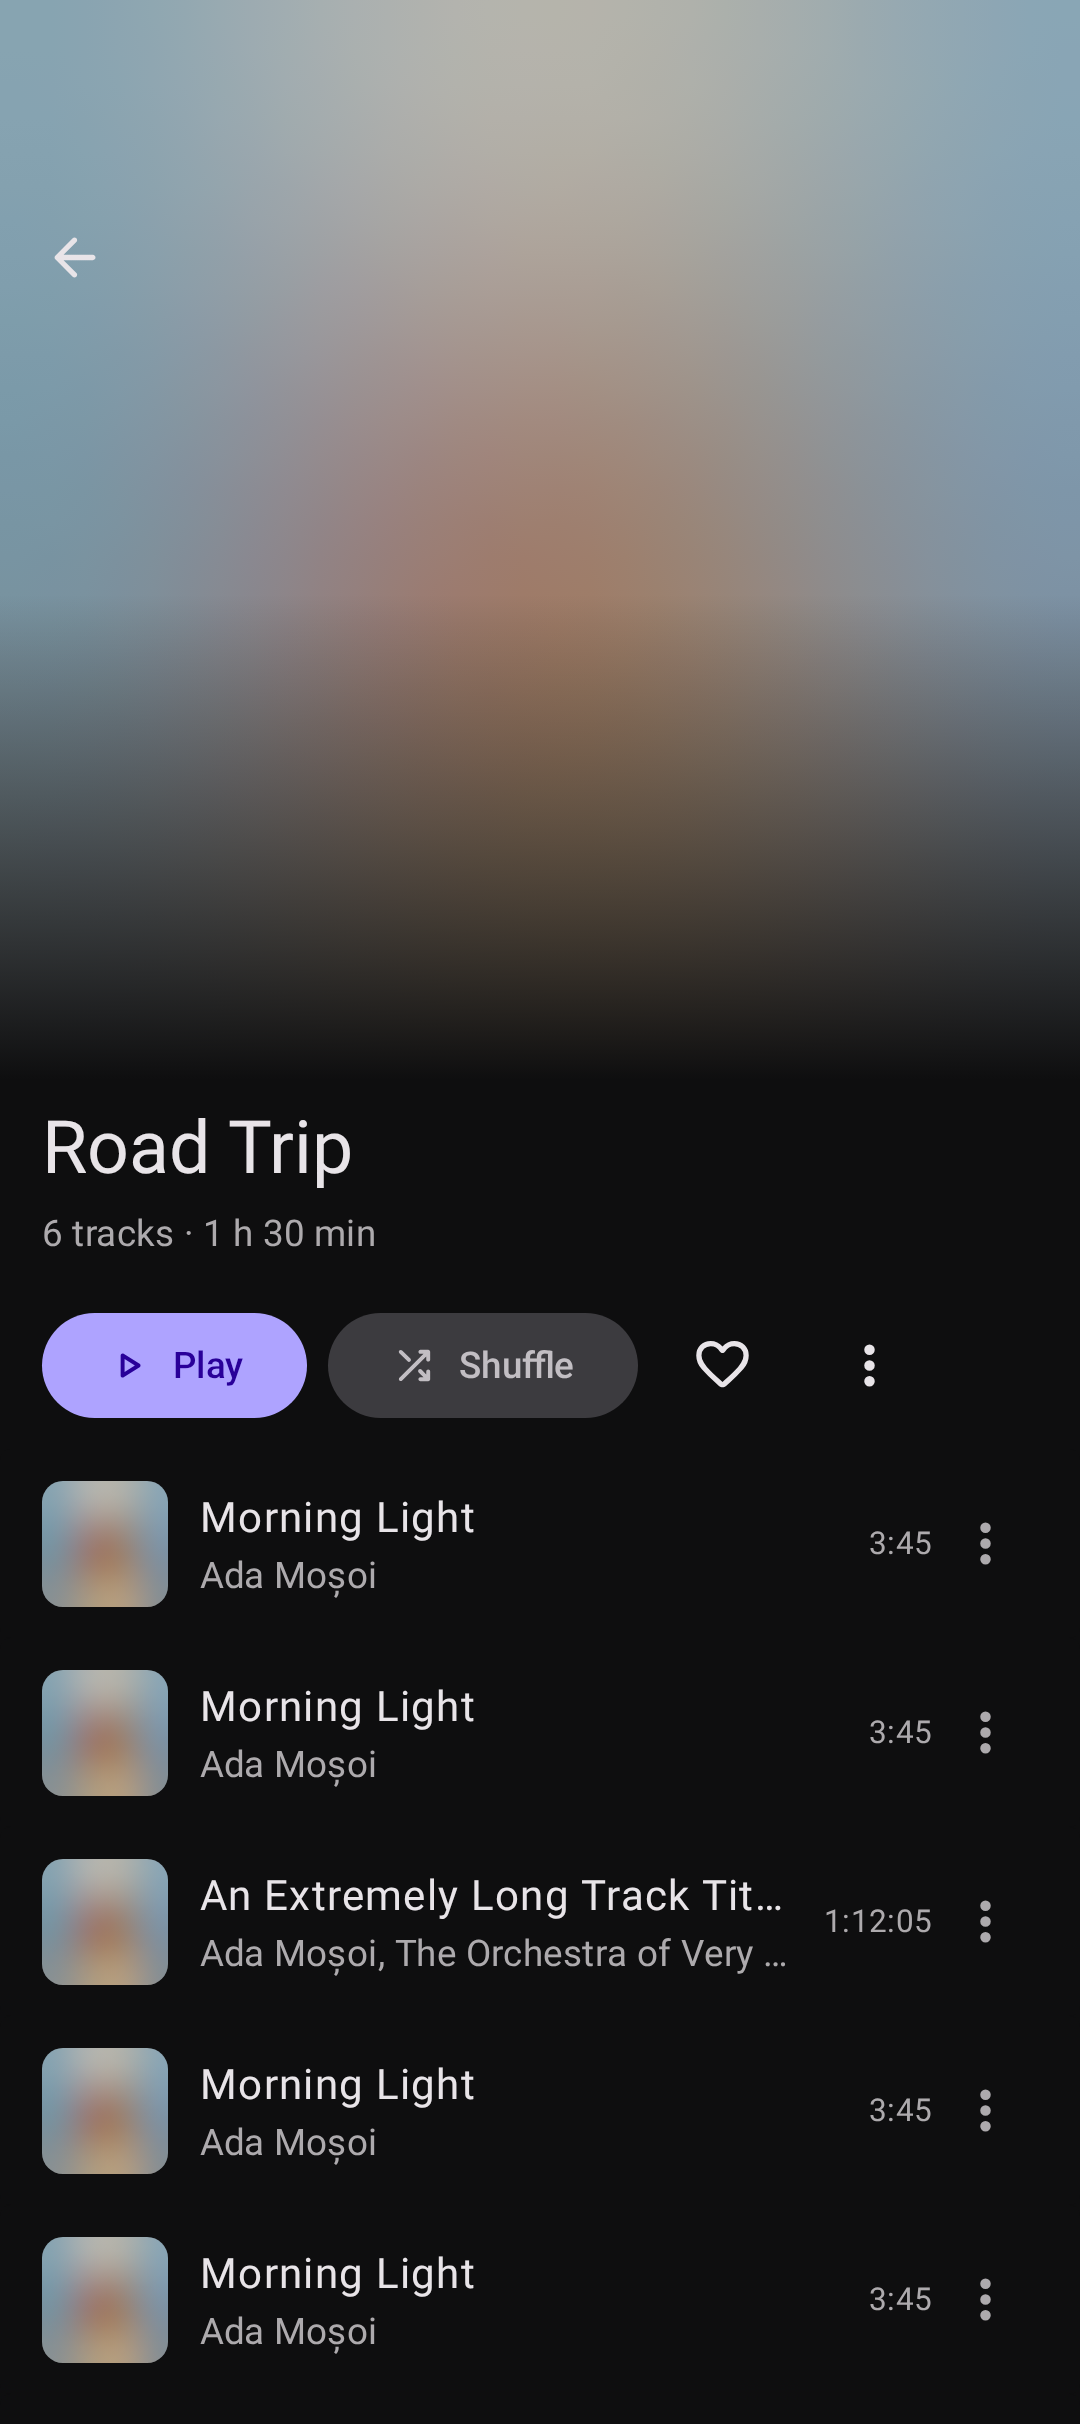 Road Trip
6 tracks · 1 h 30 min
Play
Shuffle
Morning Light
Ada Moșoi
3:45
Morning Light
Ada Moșoi
3:45
An Extremely Long Track Tit…
Ada Moșoi, The Orchestra of Very …
1:12:05
Morning Light
Ada Moșoi
3:45
Morning Light
Ada Moșoi
3:45